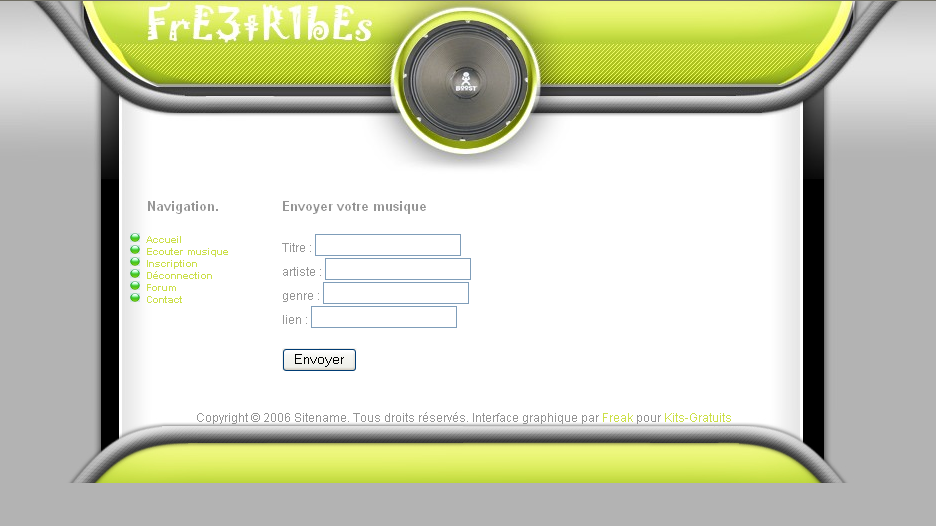 FrE3tR1bEs
BOOST
Navigation.
Accueil
Ecouter musique
Inscription
Déconnection
Forum
Contact
Envoyer votre musique
Titre :
artiste :
genre :
lien :
Envoyer
Copyright © 2006 Sitename. Tous droits réservés. Interface graphique par Freak pour Kits-Gratuits